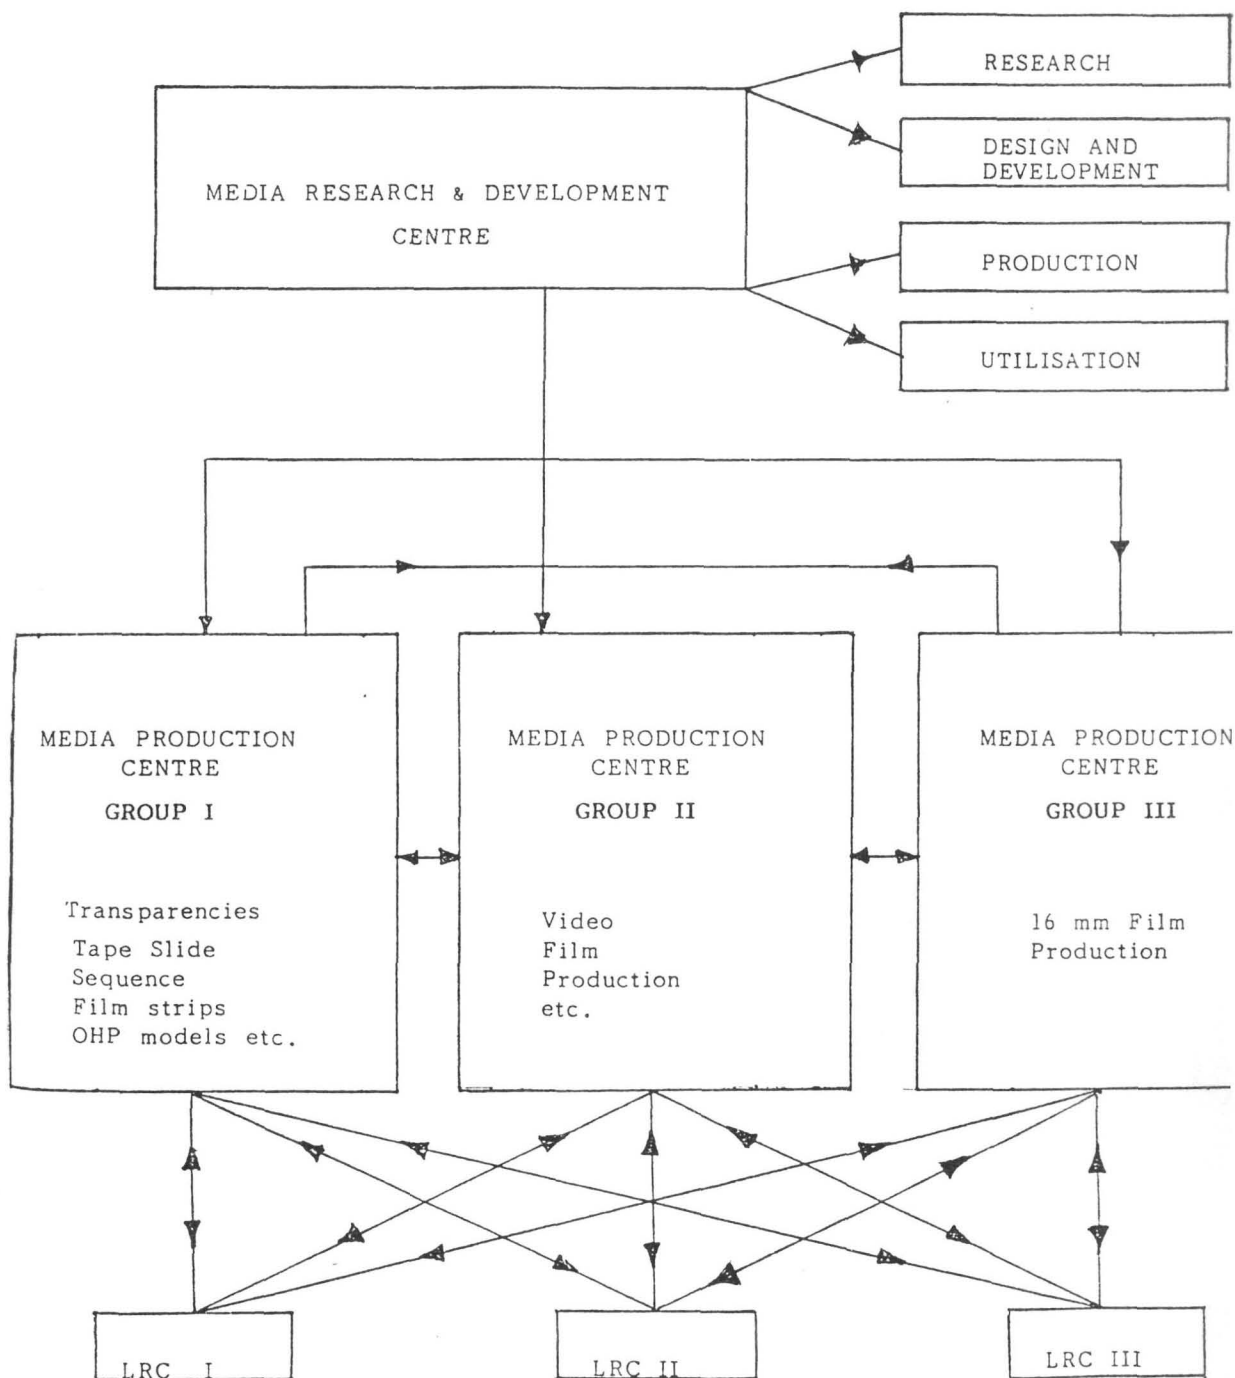 RESEARCH
DESIGN AND
DEVELOPMENT
MEDIA RESEARCH & DEVELOPMENT
CENTRE
PRODUCTION
UTILISATION
MEDIA PRODUCTION
CENTRE
GROUP I
Transparencies
Tape Slide
Sequence
Film strips
OHP models etc.
MEDIA PRODUCTION
CENTRE
GROUP II
Video
Film
Production
etc.
MEDIA PRODUCTION
CENTRE
GROUP III
16 mm Film
Production
LRC I
LRC II
LRC III